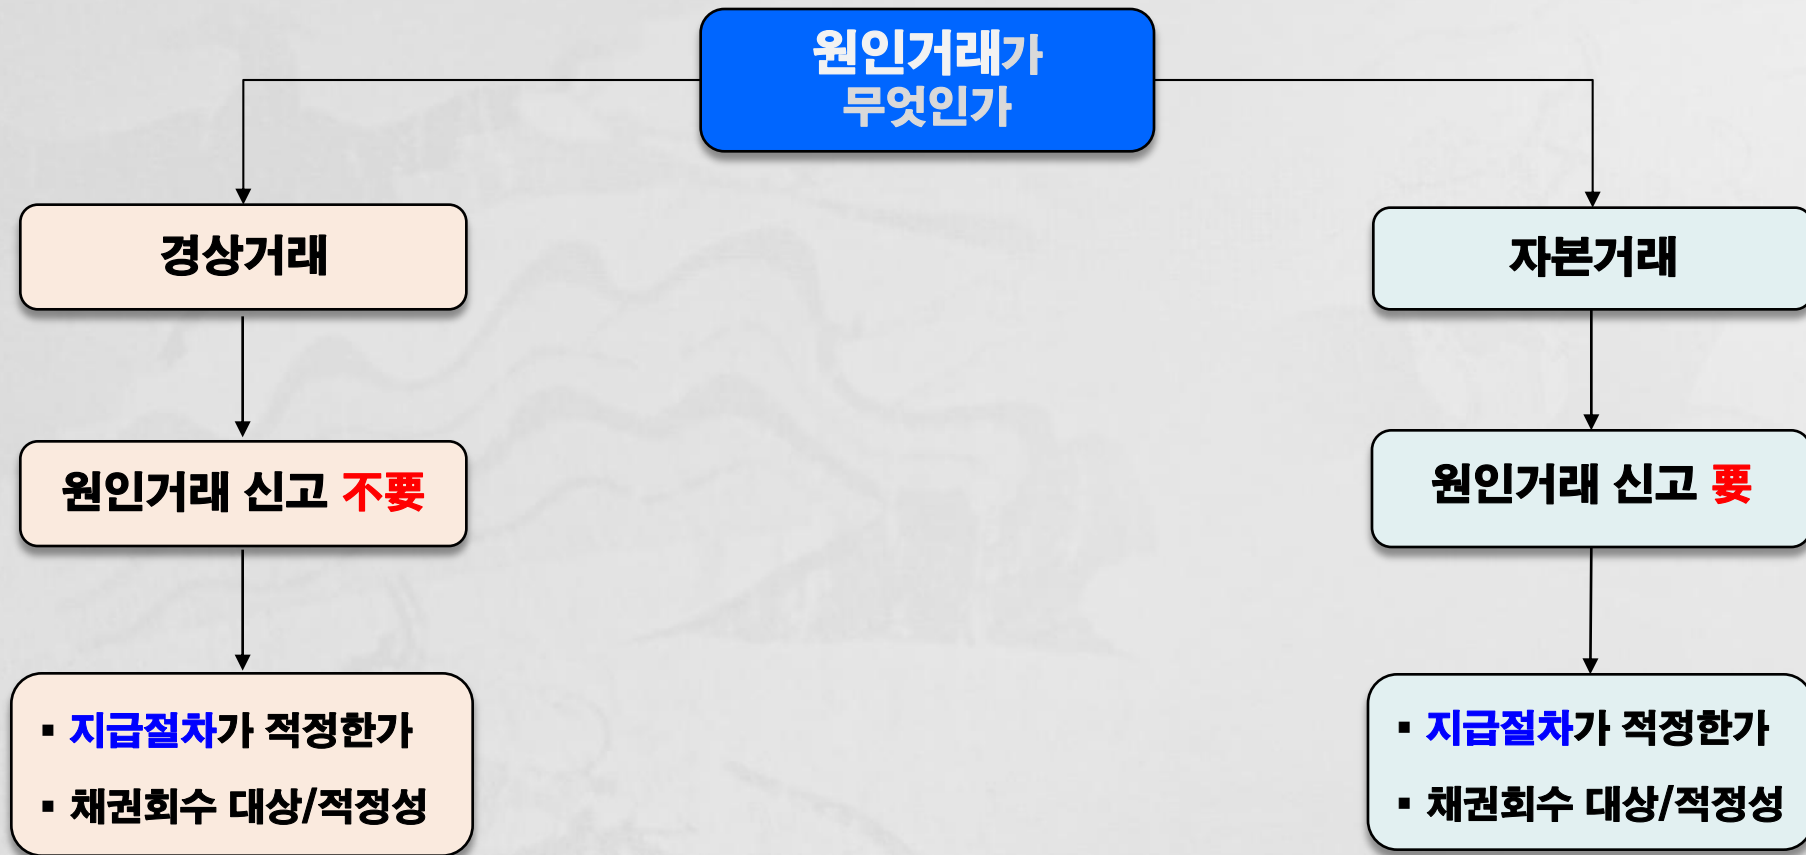 원인거래가
무엇인가
경상거래
자본거래
원인거래 신고 不要
원인거래 신고 要
▪ 지급절차가 적정한가
▪ 채권회수 대상/적정성
▪ 지급절차가 적정한가
▪ 채권회수 대상/적정성